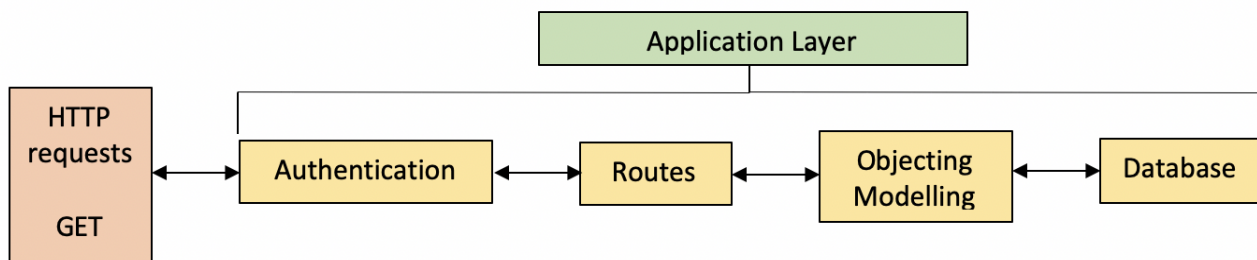 Application Layer
HTTP
requests
GET
Authentication
Routes
Objecting
Modelling
Database